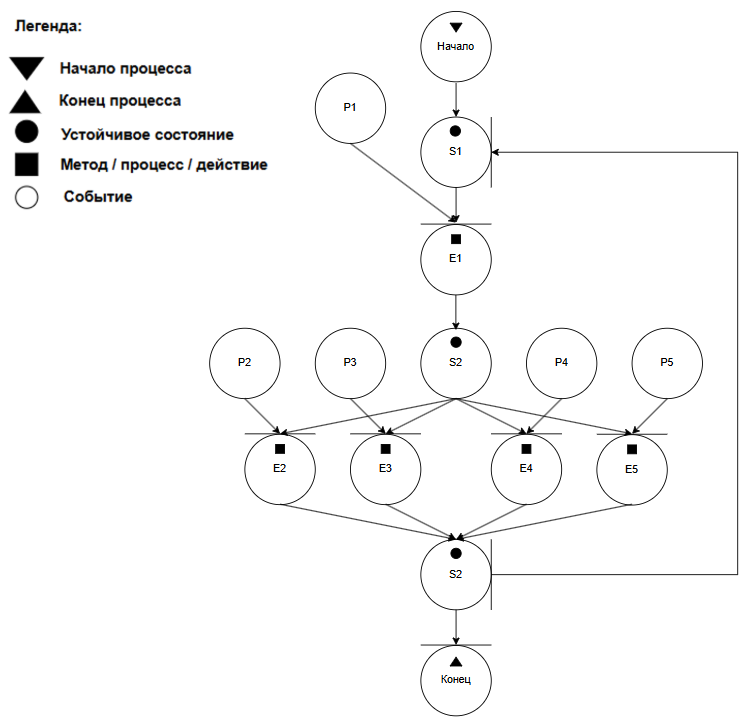 Легенда:
Начало процесса
Конец процесса
Устойчивое состояние
Метод / процесс / действие
Событие
Начало
P1
S1
E1
P2
P3
S2
P4
P5
E2
E3
E4
E5
S2
Конец